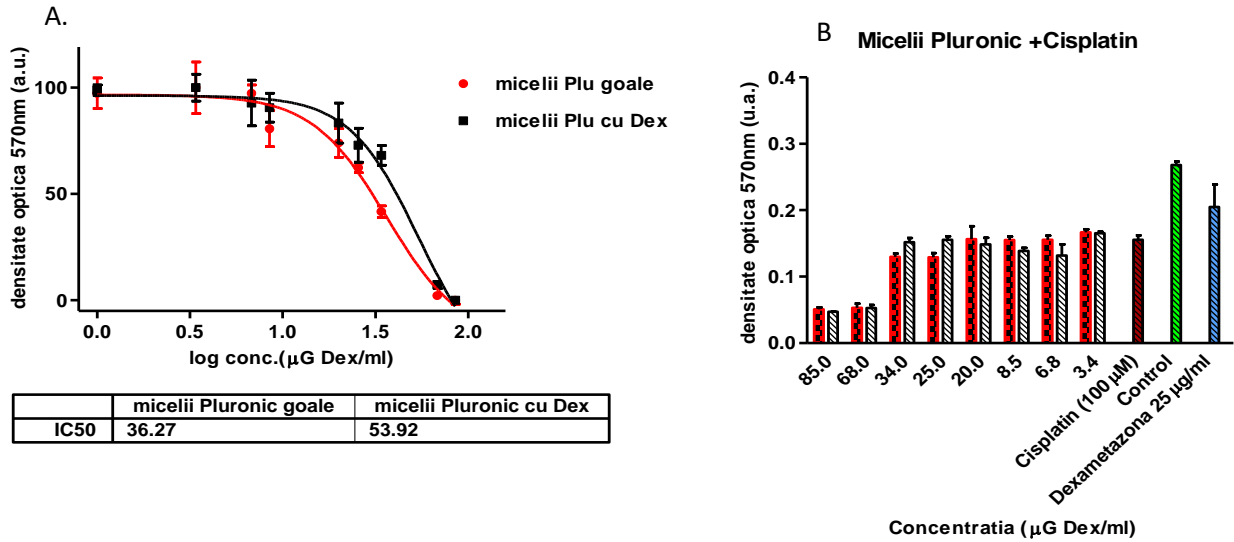 A.
densitate optica 570nm (a.u.)
100
50
0
0.0 0.5 1.0 1.5 2.0
log conc.(μG Dex/ml)
micelii Plu goale
micelii Plu cu Dex
micelii Pluronic goale micelii Pluronic cu Dex
IC50 36.27 53.92
B
Micelii Pluronic +Cisplatin
densitate optica 570nm (u.a.)
0.4
0.3
0.2
0.1
0.0
85.0
68.0
34.0
25.0
20.0
8.5
6.8
3.4
Cisplatin (100 μM)
Control
Dexametazona 25 μg/ml
Concentratia (μG Dex/ml)